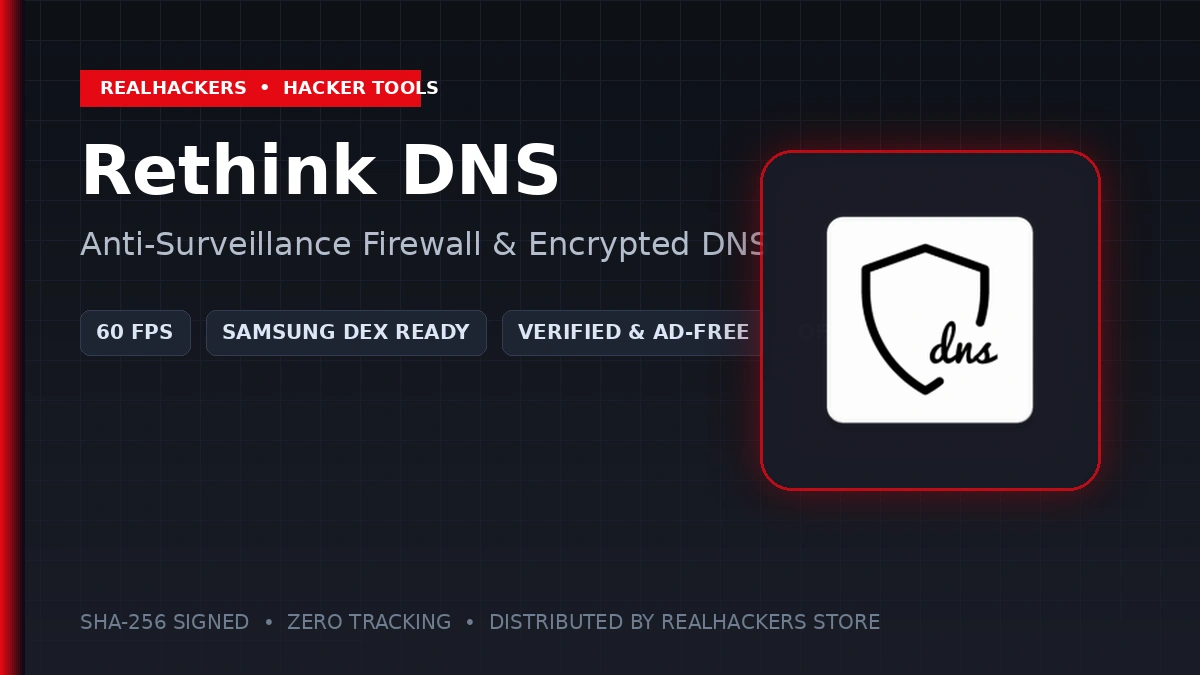 REALHACKERS • HACKER TOOLS
Rethink DNS
Anti-Surveillance Firewall & Encrypted DNS
60 FPS
SAMSUNG DEX READY
VERIFIED & AD-FREE
dns
SHA-256 SIGNED • ZERO TRACKING • DISTRIBUTED BY REALHACKERS STORE